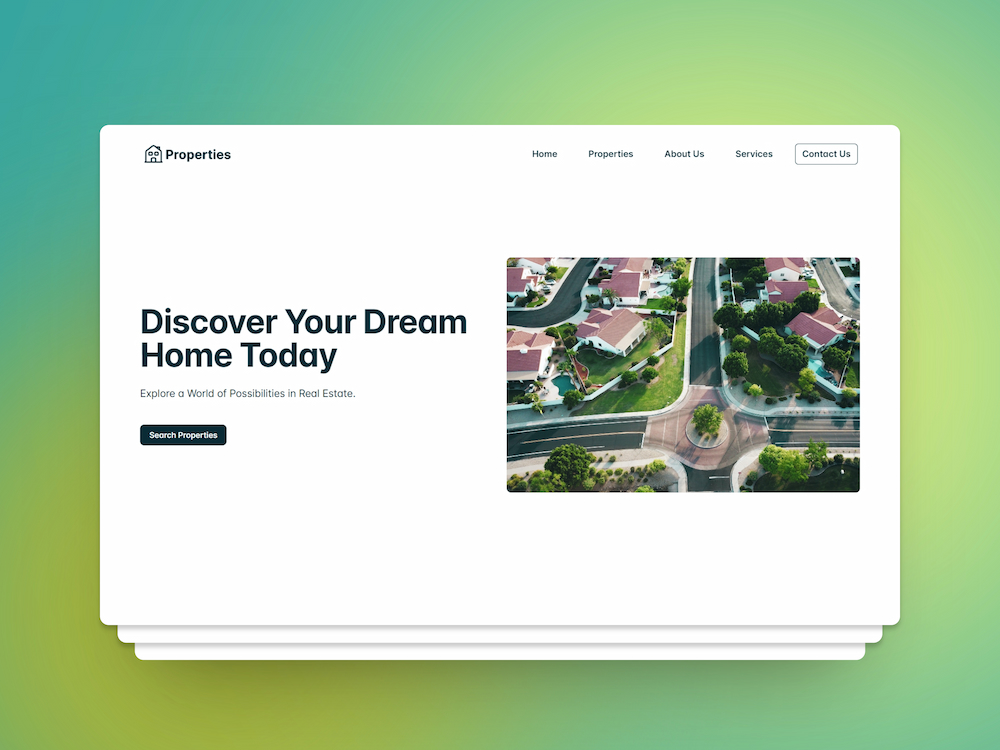 Properties
Home Properties About Us Services Contact Us
Discover Your Dream
Home Today
Explore a World of Possibilities in Real Estate.
Search Properties